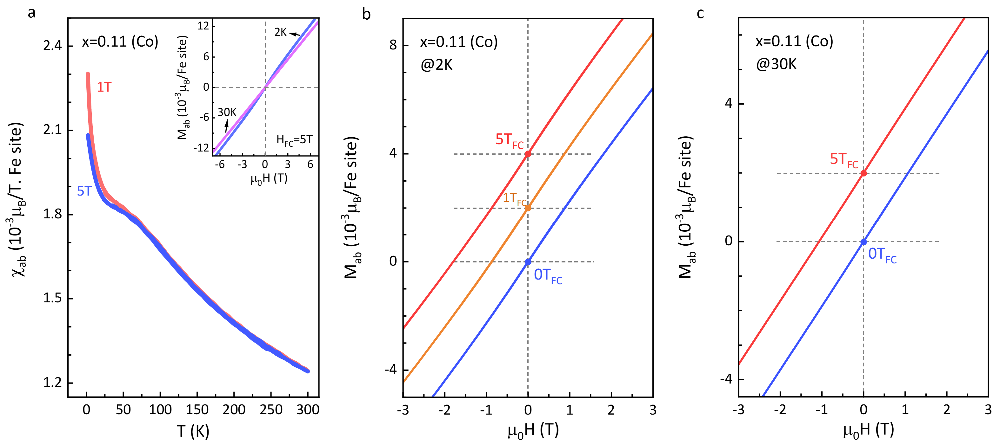 a
x=0.11 (Co)
1T
5T
2.4
2.1
1.8
1.5
1.2
χab (10-3μB/T. Fe site)
0 50 100 150 200 250 300
T (K)
12
6
0
-6
-12
Mab (10-3μB/Fe site)
2K
30K
HFC=5T
-6 -3 0 3 6
μ0H (T)
b
x=0.11 (Co)
@2K
8
4
0
-4
Mab (10-3μB/Fe site)
5TFC
1TFC
0TFC
-3 -2 -1 0 1 2 3
μ0H (T)
c
x=0.11 (Co)
@30K
4
0
-4
Mab (10-3μB/Fe site)
5TFC
0TFC
-3 -2 -1 0 1 2 3
μ0H (T)